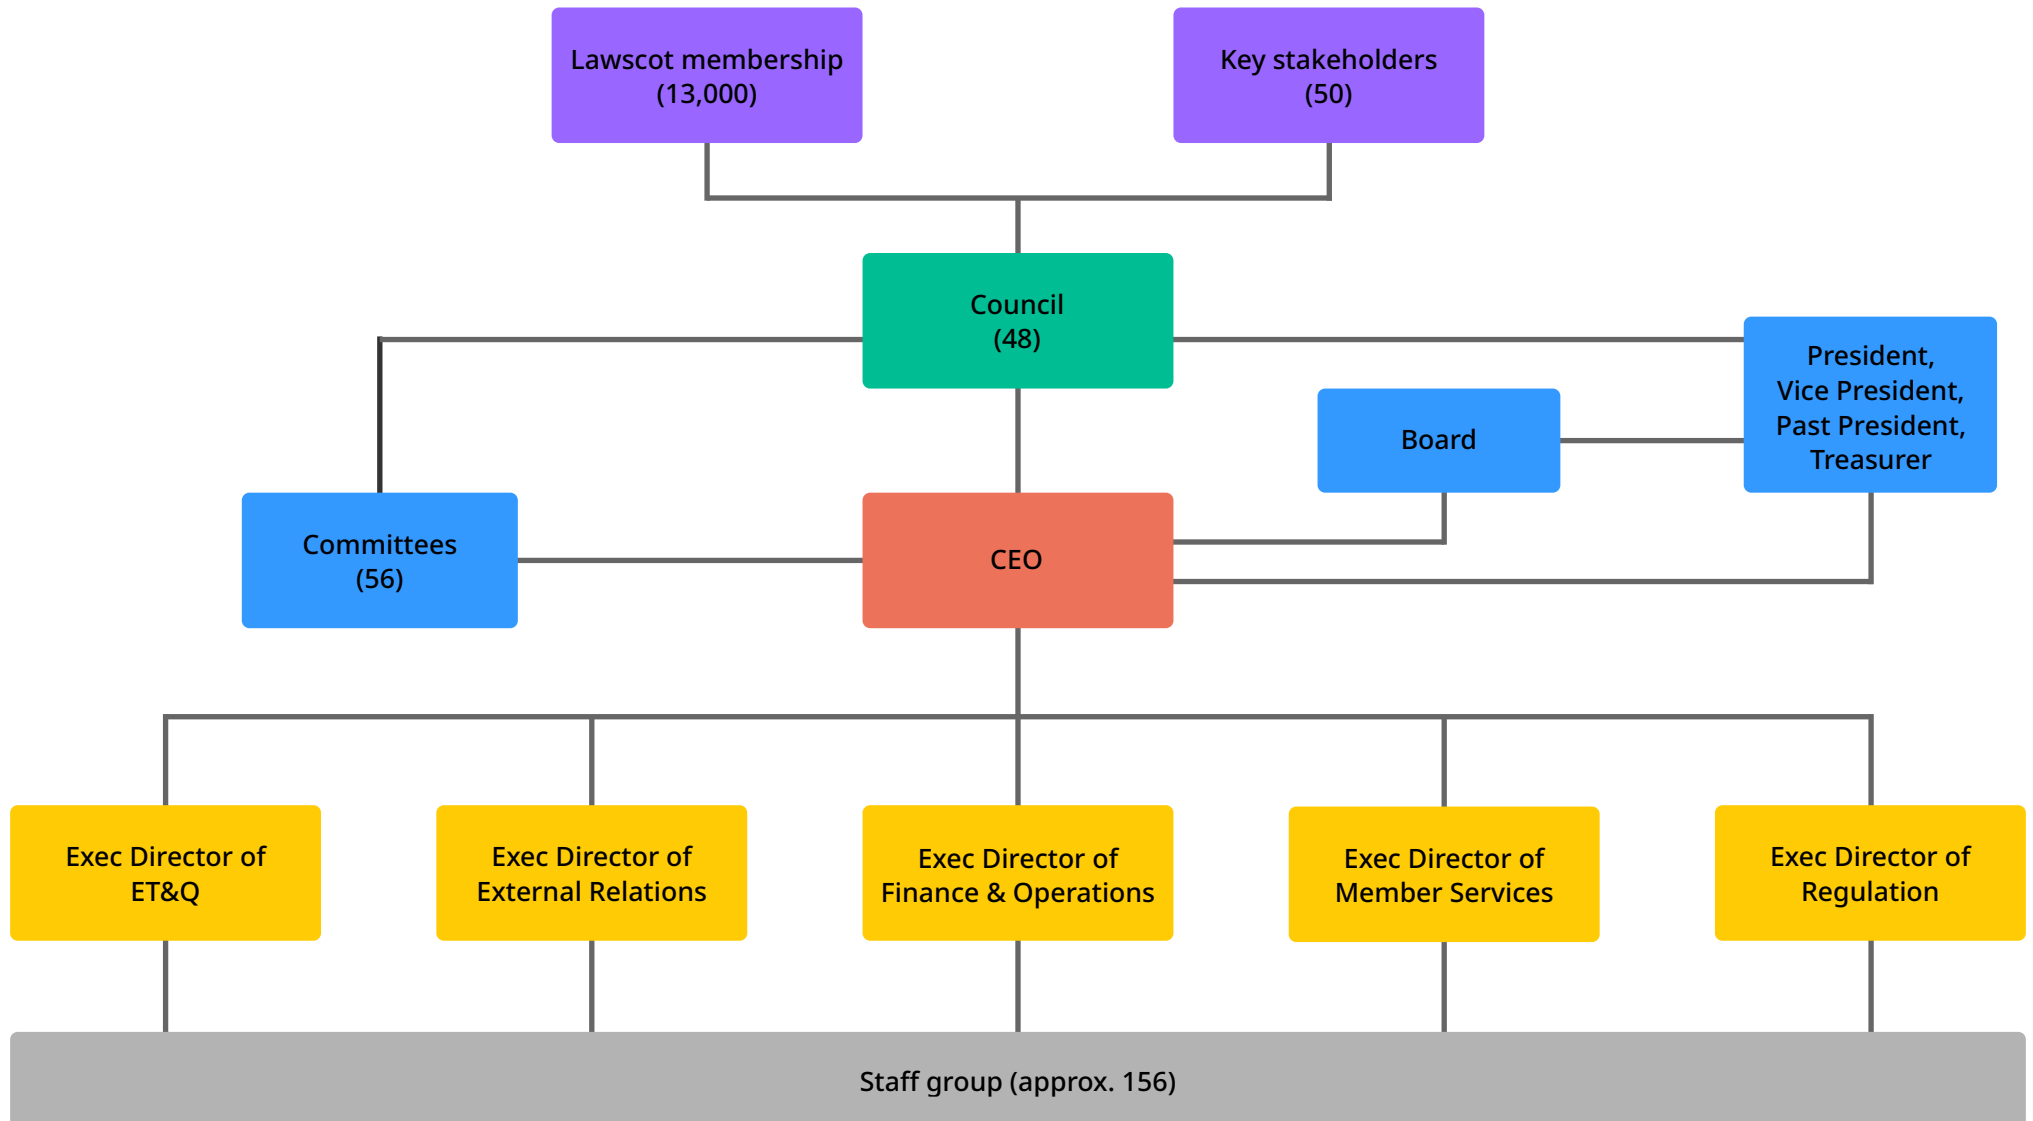 Lawscot membership
(13,000)
Key stakeholders
(50)
Council
(48)
President,
Vice President,
Past President,
Treasurer
Board
Committees
(56)
CEO
Exec Director of
ET&Q
Exec Director of
External Relations
Exec Director of
Finance & Operations
Exec Director of
Member Services
Exec Director of
Regulation
Staff group (approx. 156)